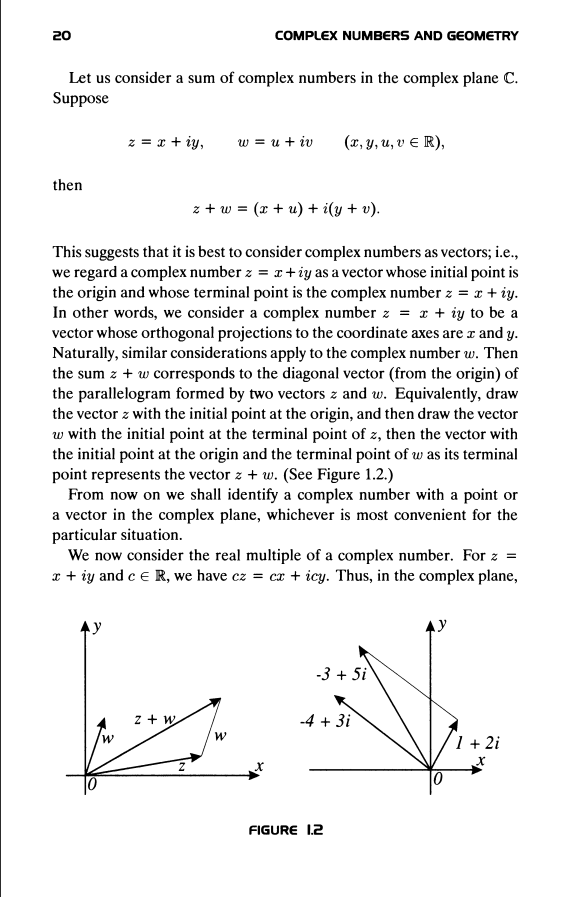 20
COMPLEX NUMBERS AND GEOMETRY
Let us consider a sum of complex numbers in the complex plane ℂ.
Suppose
z = x + iy, w = u + iv (x, y, u, v ∈ ℝ),
then
z + w = (x + u) + i(y + v).
This suggests that it is best to consider complex numbers as vectors; i.e.,
we regard a complex number z = x + iy as a vector whose initial point is
the origin and whose terminal point is the complex number z = x + iy.
In other words, we consider a complex number z = x + iy to be a
vector whose orthogonal projections to the coordinate axes are x and y.
Naturally, similar considerations apply to the complex number w. Then
the sum z + w corresponds to the diagonal vector (from the origin) of
the parallelogram formed by two vectors z and w. Equivalently, draw
the vector z with the initial point at the origin, and then draw the vector
w with the initial point at the terminal point of z, then the vector with
the initial point at the origin and the terminal point of w as its terminal
point represents the vector z + w. (See Figure 1.2.)
From now on we shall identify a complex number with a point or
a vector in the complex plane, whichever is most convenient for the
particular situation.
We now consider the real multiple of a complex number. For z =
x + iy and c ∈ ℝ, we have cz = cx + icy. Thus, in the complex plane,
y
z + w
w
w
z
x
0
y
-3 + 5i
-4 + 3i
1 + 2i
x
0
FIGURE 1.2